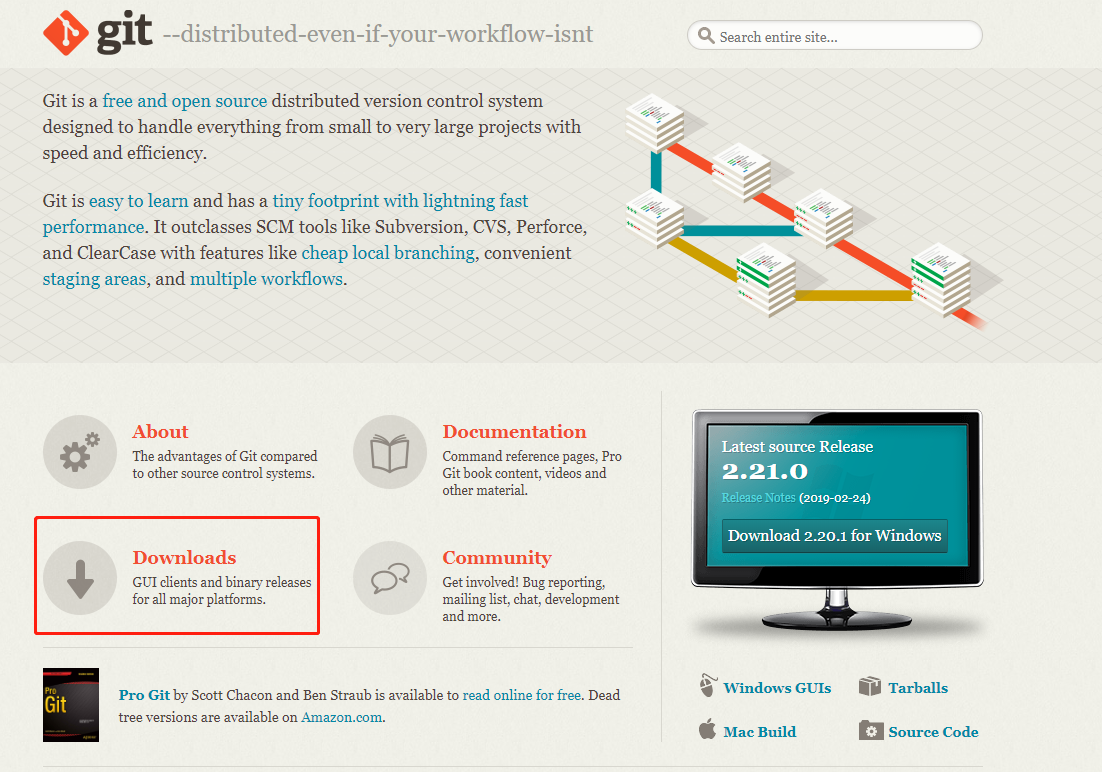 git --distributed-even-if-your-workflow-isnt
Search entire site...
Git is a free and open source distributed version control system
designed to handle everything from small to very large projects with
speed and efficiency.
Git is easy to learn and has a tiny footprint with lightning fast
performance. It outclasses SCM tools like Subversion, CVS, Perforce,
and ClearCase with features like cheap local branching, convenient
staging areas, and multiple workflows.
About
The advantages of Git compared
to other source control systems.
Documentation
Command reference pages, Pro
Git book content, videos and
other material.
Downloads
GUI clients and binary releases
for all major platforms.
Community
Get involved! Bug reporting,
mailing list, chat, development
and more.
Latest source Release
2.21.0
Release Notes (2019-02-24)
Download 2.20.1 for Windows
Pro
Git
Pro Git by Scott Chacon and Ben Straub is available to read online for free. Dead
tree versions are available on Amazon.com.
Windows GUIs
Tarballs
Mac Build
Source Code